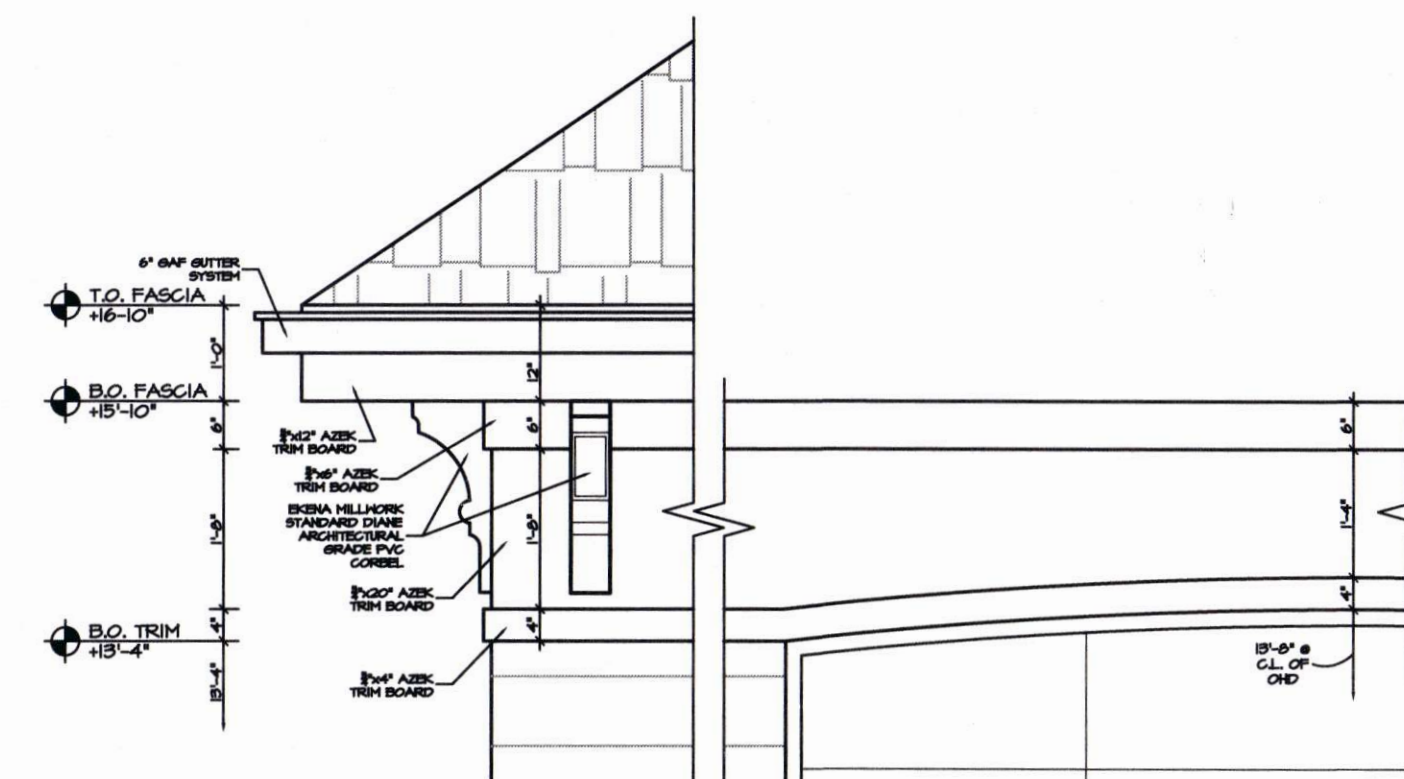 6" GAF GUTTER
SYSTEM
T.O. FASCIA
+16-10"
1'-0"
12"
B.O. FASCIA
+15'-10"
6"
6"
6"
3/4"x12" AZEK
TRIM BOARD
3/4"x6" AZEK
TRIM BOARD
EKENA MILLWORK
STANDARD DIANE
ARCHITECTURAL
GRADE PVC
CORBEL
1'-8"
1'-8"
1'-4"
3/4"x20" AZEK
TRIM BOARD
4"
B.O. TRIM
+13'-4"
4"
4"
13'-4"
3/4"x4" AZEK
TRIM BOARD
13'-8" @
C.L. OF
OHD